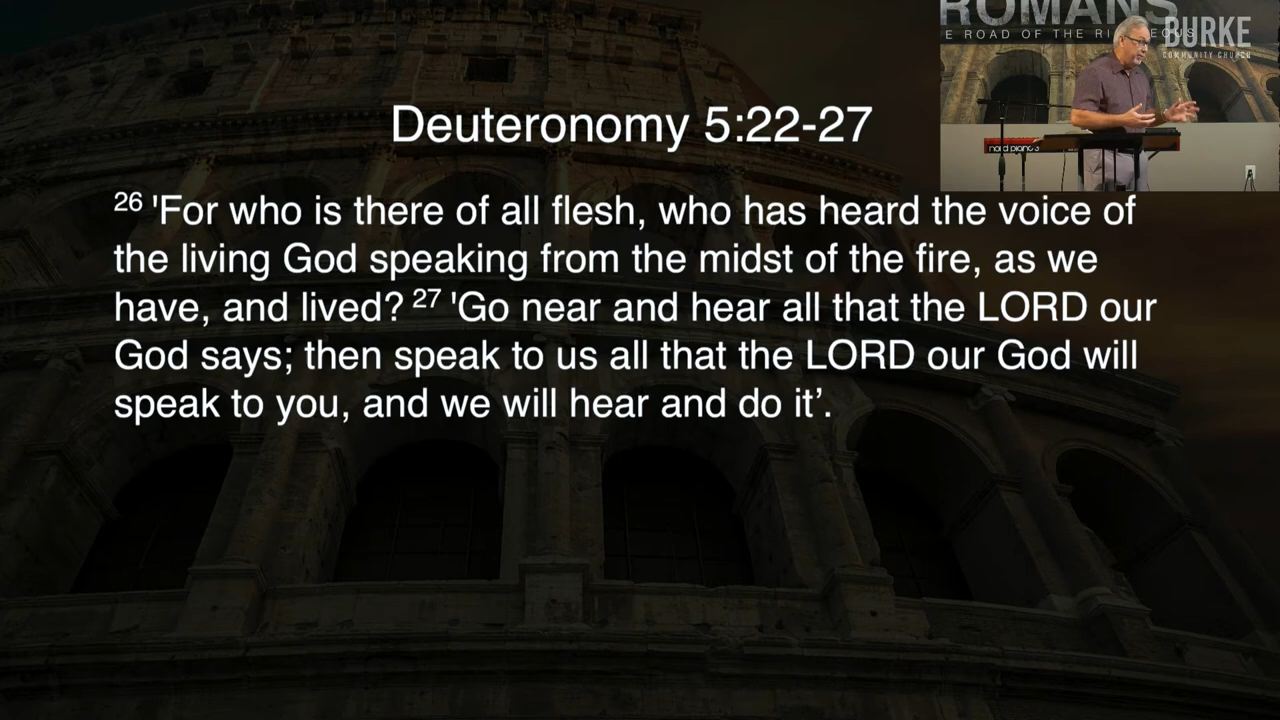 ROMANS
E ROAD OF THE RIGHTEOUS
BURKE
COMMUNITY CHURCH
nord piano 3
Deuteronomy 5:22-27
26 'For who is there of all flesh, who has heard the voice of
the living God speaking from the midst of the fire, as we
have, and lived? 27 'Go near and hear all that the LORD our
God says; then speak to us all that the LORD our God will
speak to you, and we will hear and do it’.